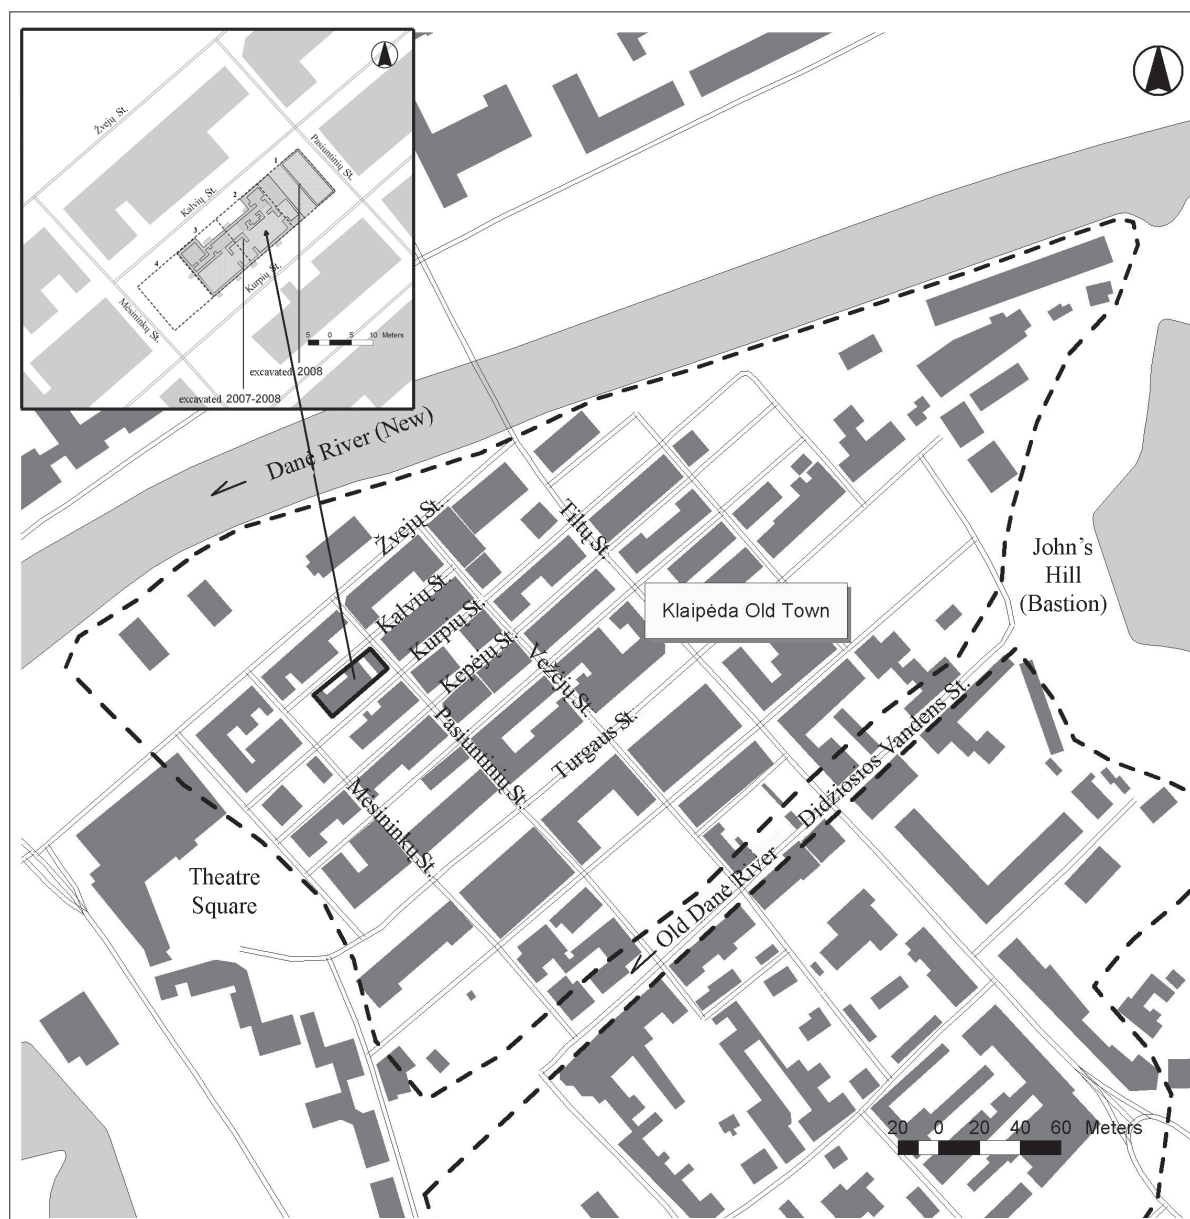 Žvejų St.
Pasiuntinių St.
Kalvių St.
1
2
3
4
Kurpių St.
Mėsininkų St.
5 0 5 10 Meters
excavated 2008
excavated 2007-2008
Danė River (New)
Žvejų St.
Tiltų St.
Kalvių St.
Kurpių St.
Kepėjų St.
Vežėjų St.
Klaipėda Old Town
John's
Hill
(Bastion)
Pasiuntinių St.
Turgaus St.
Mėsininkų St.
Didžiosios Vandens St.
Old Danė River
Theatre
Square
20 0 20 40 60 Meters